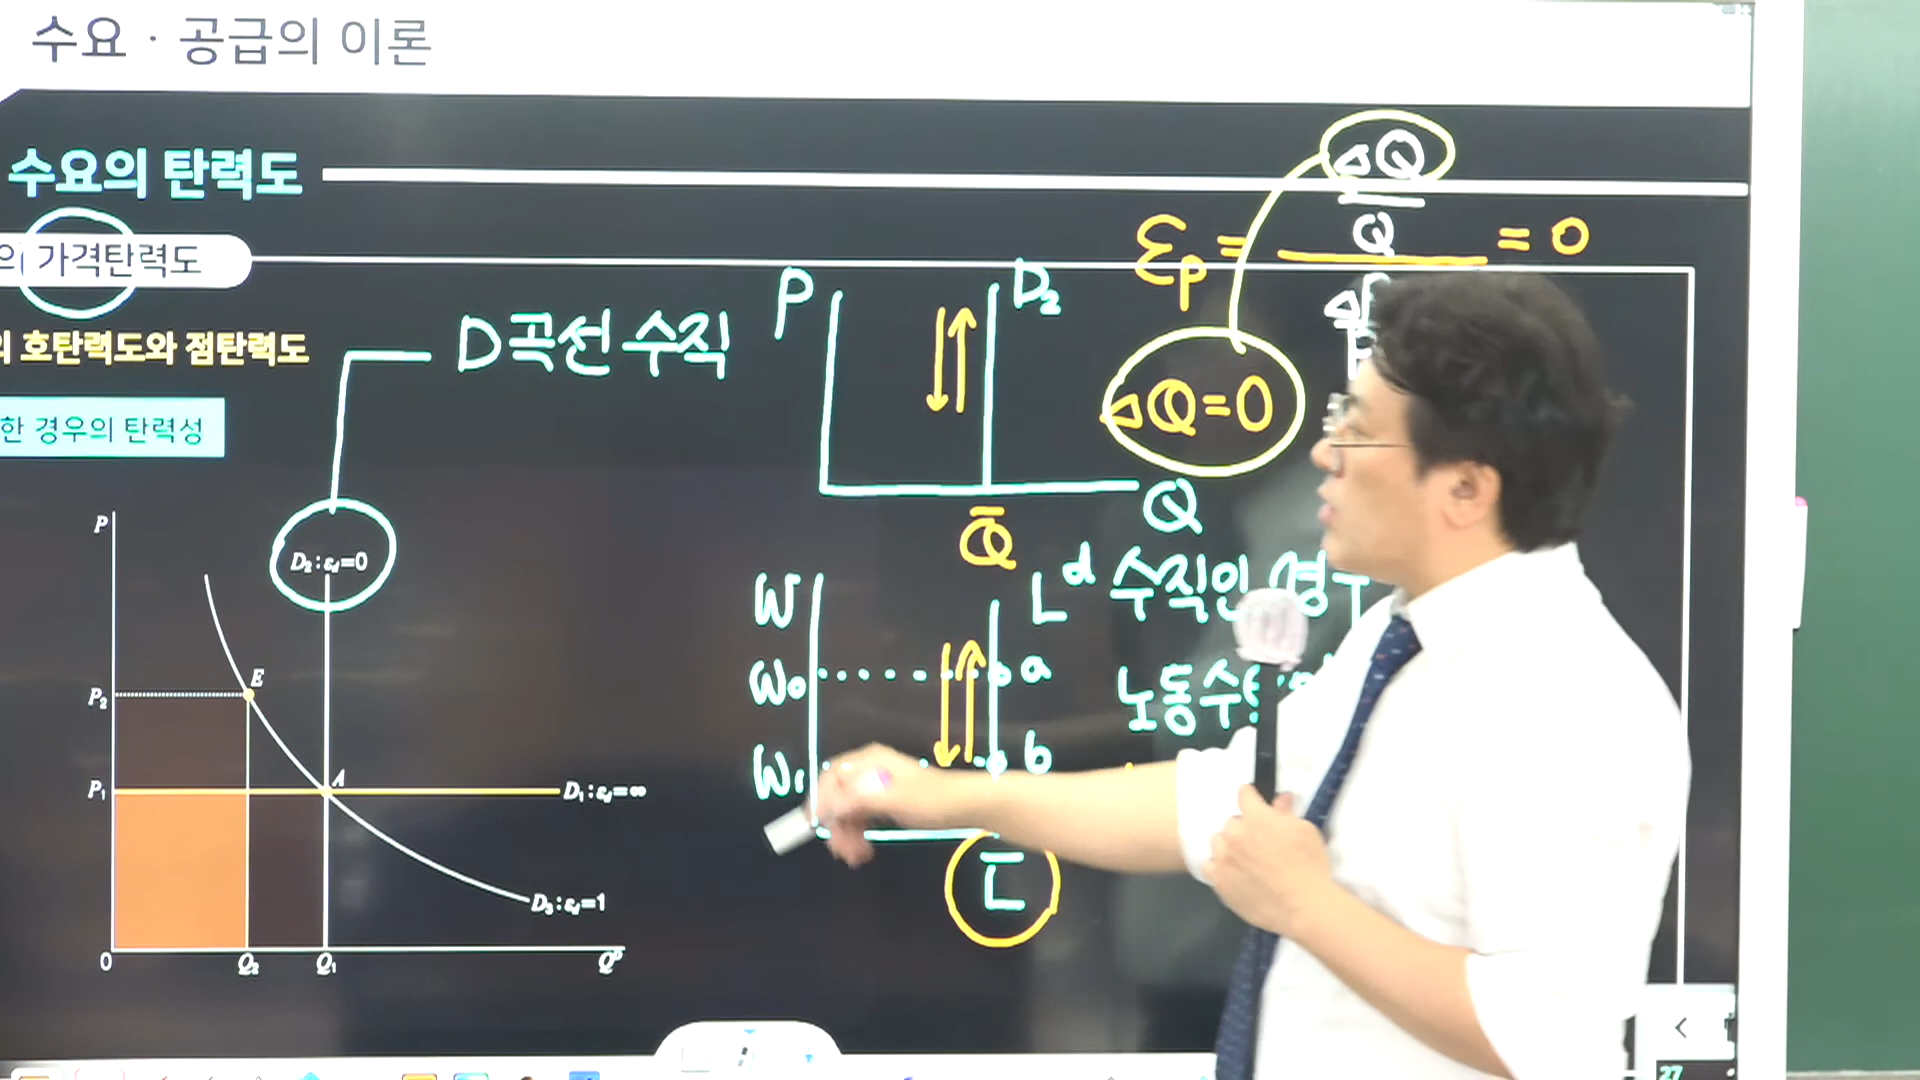 수요 · 공급의 이론
수요의 탄력도
의 가격탄력도
의 호탄력도와 점탄력도
한 경우의 탄력성
D곡선 수직
P
D₂
Q
Q̄
εp = ΔQ/Q = 0
ΔP
ΔQ=0
P
D₂:εd=0
E
P₂
A
P₁
D₁:εd=∞
D₃:εd=1
0
Q₂
Q₁
Qᴰ
W
Lᵈ 수직인 경우
W₀
a
노동수
W₁
b
L̄
27